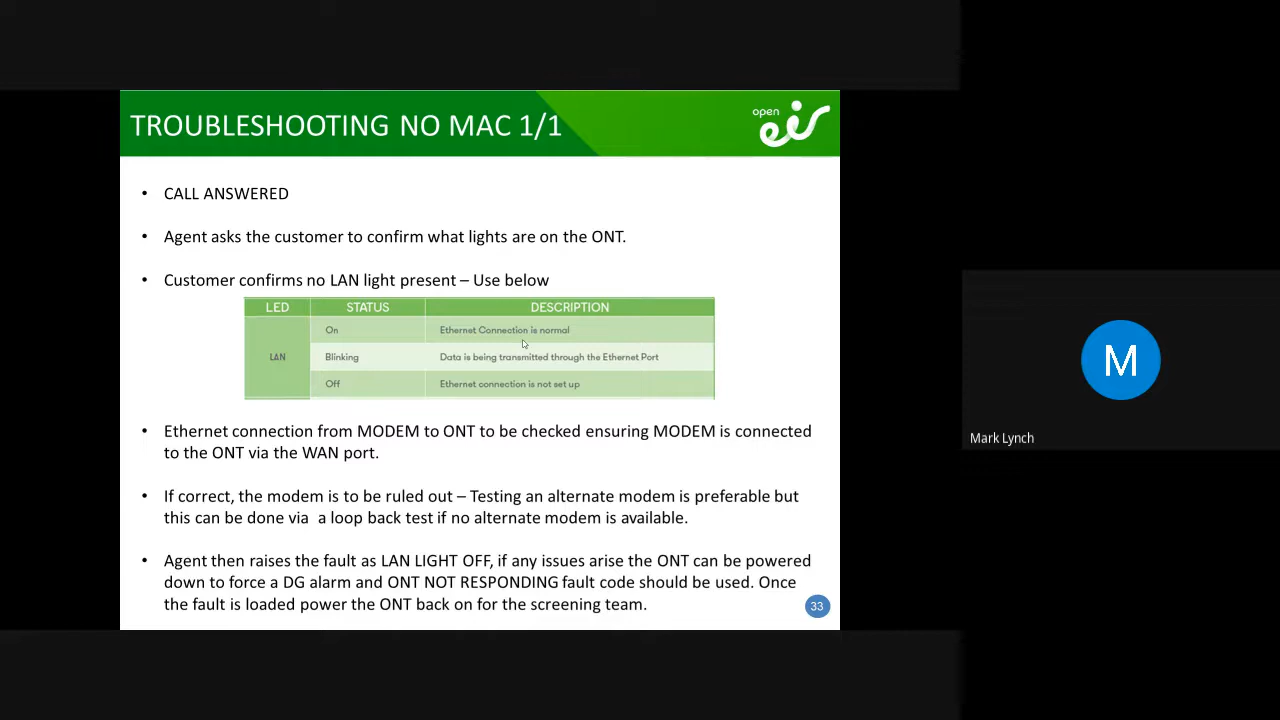 TROUBLESHOOTING NO MAC 1/1
open
eir
• CALL ANSWERED
• Agent asks the customer to confirm what lights are on the ONT.
• Customer confirms no LAN light present – Use below
LED STATUS DESCRIPTION
On Ethernet Connection is normal
LAN Blinking Data is being transmitted through the Ethernet Port
Off Ethernet connection is not set up
• Ethernet connection from MODEM to ONT to be checked ensuring MODEM is connected
to the ONT via the WAN port.
• If correct, the modem is to be ruled out – Testing an alternate modem is preferable but
this can be done via a loop back test if no alternate modem is available.
• Agent then raises the fault as LAN LIGHT OFF, if any issues arise the ONT can be powered
down to force a DG alarm and ONT NOT RESPONDING fault code should be used. Once
the fault is loaded power the ONT back on for the screening team.
33
M
Mark Lynch